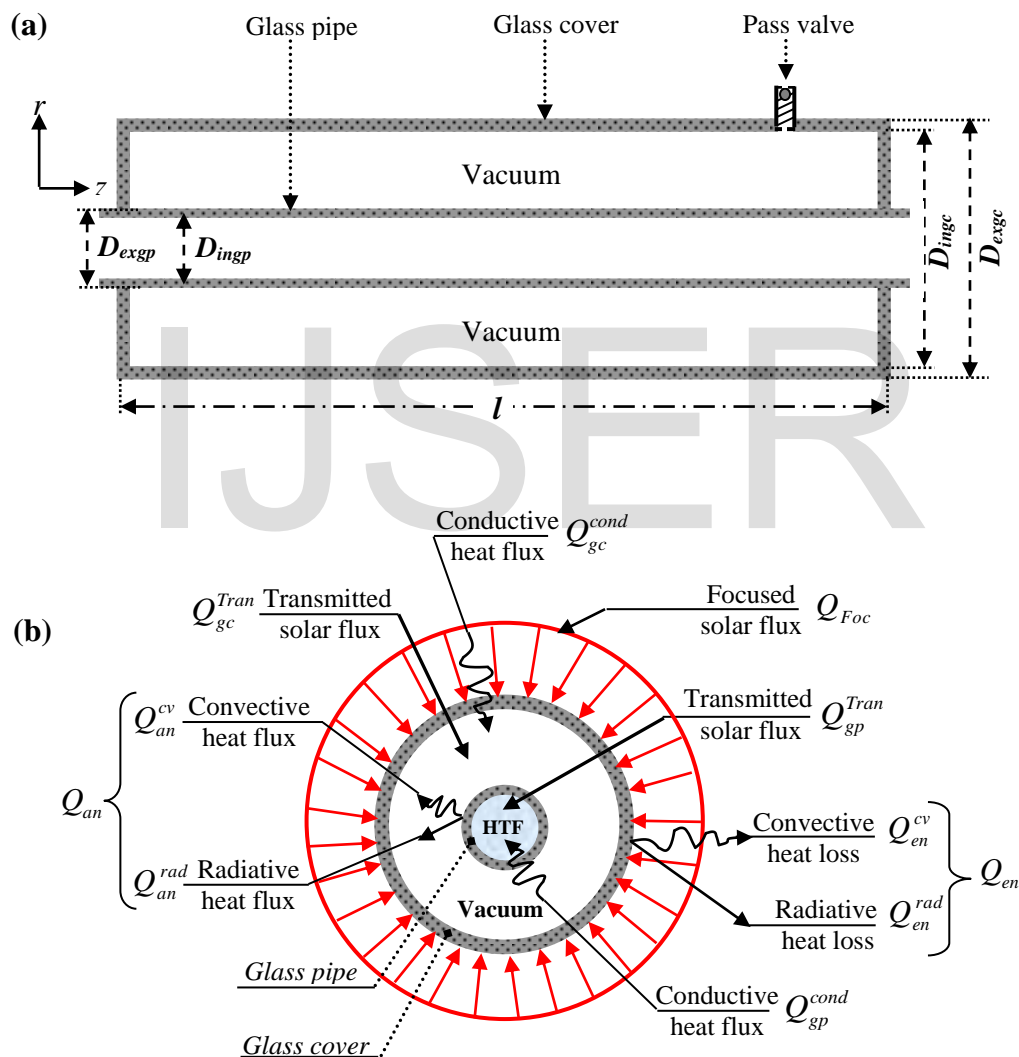 (a)
Glass pipe
Glass cover
Pass valve
r
z
Vacuum
D_exgp
D_ingp
D_ingc
D_exgc
Vacuum
l
IJSER
(b)
Conductive
heat flux
Q_gc^cond
Q_gc^Tran
Transmitted
solar flux
Focused
solar flux
Q_Foc
Transmitted
solar flux
Q_gp^Tran
Q_an^cv
Convective
heat flux
Q_an
Q_an^rad
Radiative
heat flux
HTF
Vacuum
Convective
heat loss
Q_en^cv
Q_en
Radiative
heat loss
Q_en^rad
Glass pipe
Glass cover
Conductive
heat flux
Q_gp^cond